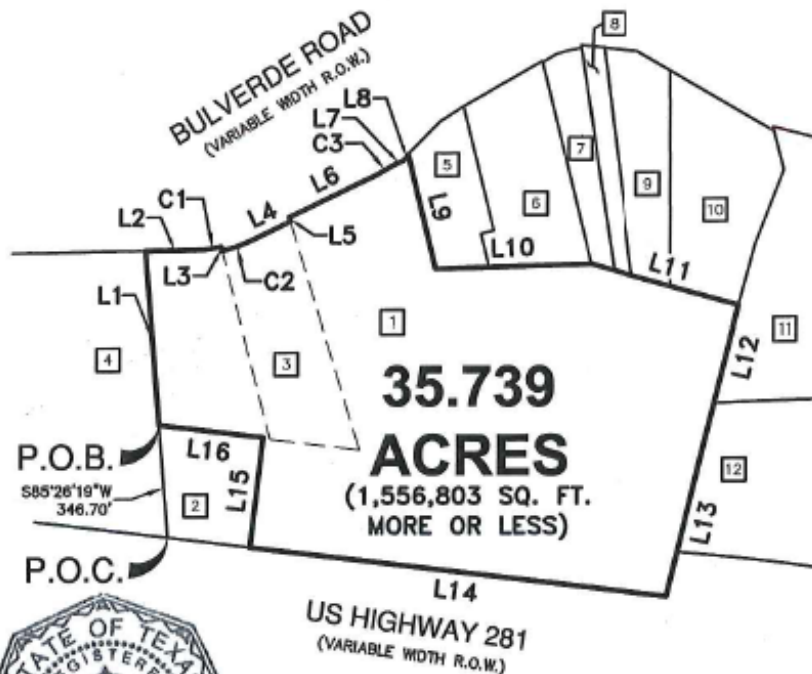 BULVERDE ROAD
(VARIABLE WIDTH R.O.W.)
8
L8
L7
C3
L6
5
7
6
9
10
C1
L2
L4
L9
L5
L10
L11
L3
C2
L1
1
11
4
3
L12
35.739
ACRES
(1,556,803 SQ. FT.
MORE OR LESS)
P.O.B.
L16
S85°26'19"W
346.70'
2
L15
12
L13
P.O.C.
L14
US HIGHWAY 281
(VARIABLE WIDTH R.O.W.)
STATE OF TEXAS
REGISTERED